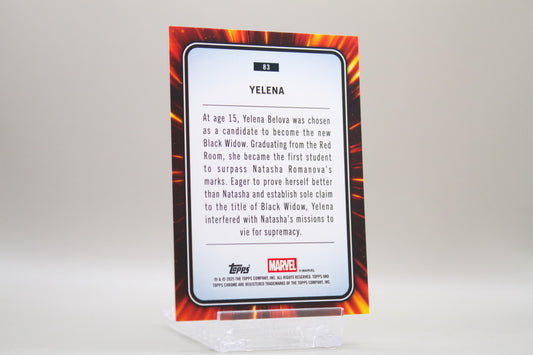 83
YELENA
At age 15, Yelena Belova was chosen
as a candidate to become the new
Black Widow. Graduating from the Red
Room, she became the first student
to surpass Natasha Romanova's
marks. Eager to prove herself better
than Natasha and establish sole claim
to the title of Black Widow, Yelena
interfered with Natasha's missions to
vie for supremacy.
Topps MARVEL
© MARVEL
® & © 2025 THE TOPPS COMPANY, INC. ALL RIGHTS RESERVED. TOPPS AND
TOPPS CHROME ARE REGISTERED TRADEMARKS OF THE TOPPS COMPANY, INC.